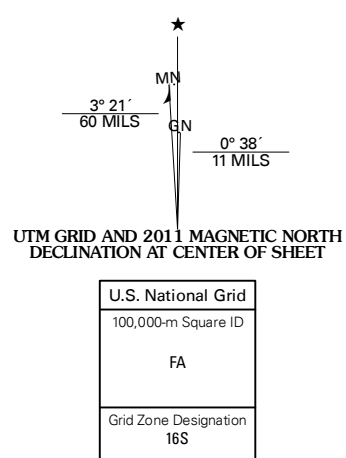 ★
MN
3° 21´
60 MILS
GN
0° 38´
11 MILS
UTM GRID AND 2011 MAGNETIC NORTH
DECLINATION AT CENTER OF SHEET
U.S. National Grid
100,000-m Square ID
FA
Grid Zone Designation
16S